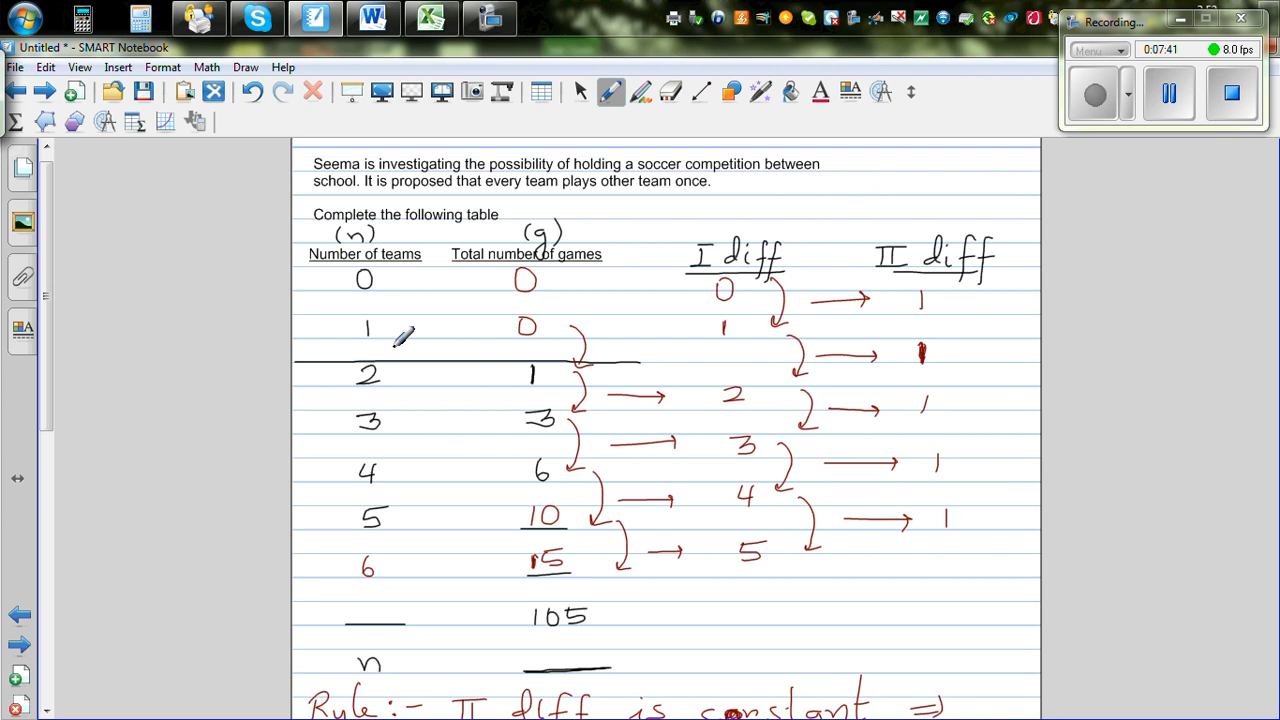 Untitled * - SMART Notebook
Recording...
File Edit View Insert Format Math Draw Help
Menu
0:07:41
8.0 fps
Seema is investigating the possibility of holding a soccer competition between
school. It is proposed that every team plays other team once.
Complete the following table
(n) (g)
Number of teams Total number of games I diff II diff
0 0 0 → 1
1 0 1 → 1
2 1 → 2 → 1
3 3 → 3 → 1
4 6 → 4 → 1
5 10 → 5
6 15
105
n
Rule:- II diff is constant ⇒